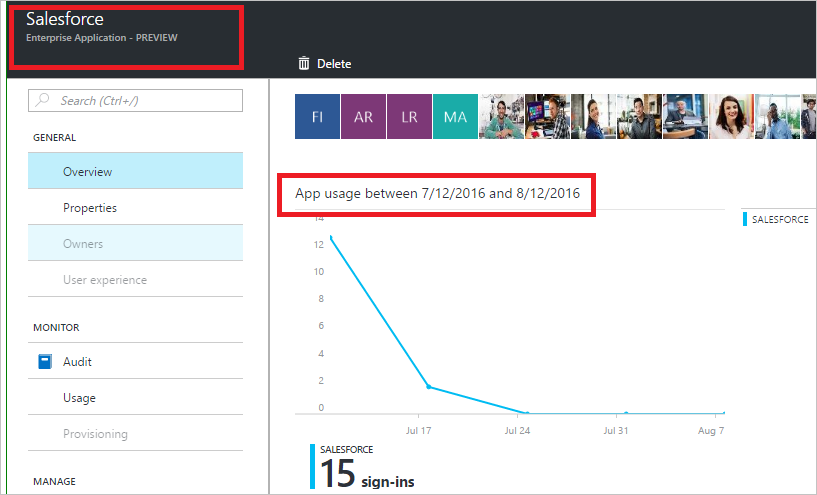 Salesforce
Enterprise Application - PREVIEW
Delete
Search (Ctrl+/)
GENERAL
Overview
Properties
Owners
User experience
MONITOR
Audit
Usage
Provisioning
MANAGE
FI AR LR MA
App usage between 7/12/2016 and 8/12/2016
SALESFORCE
14
12
10
8
6
4
2
0
Jul 17 Jul 24 Jul 31 Aug 7
SALESFORCE
15 sign-ins